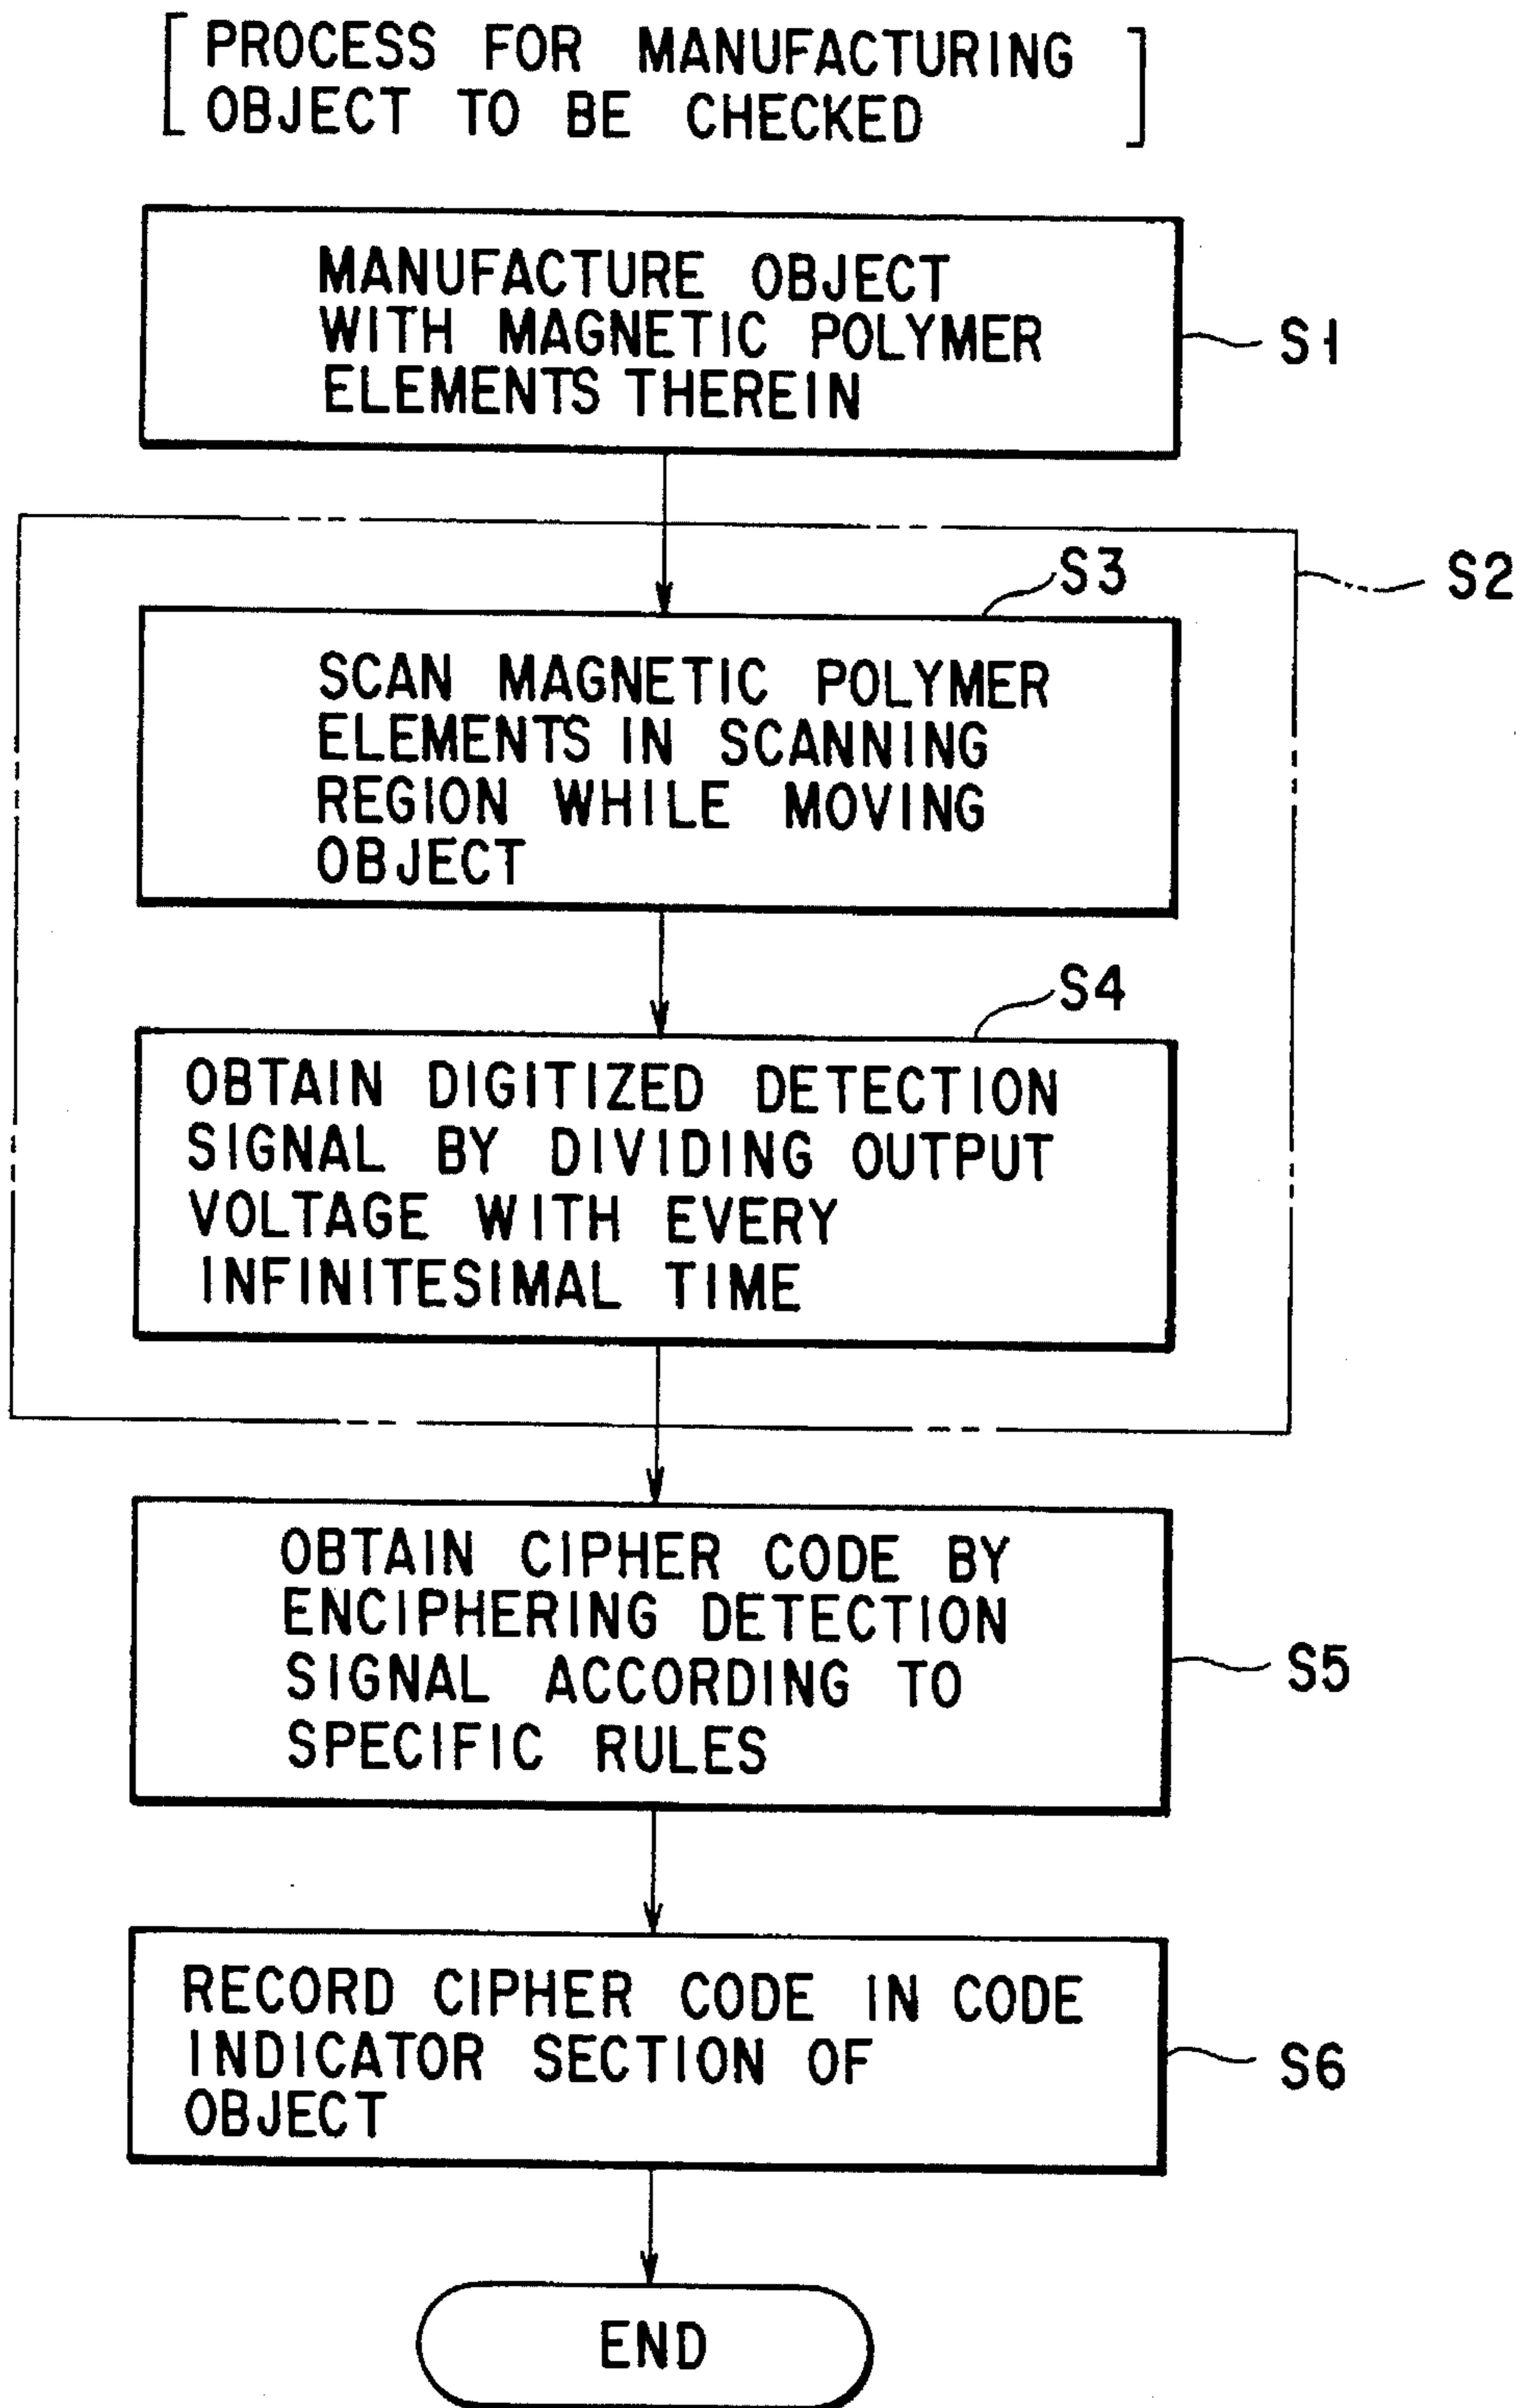 PROCESS FOR MANUFACTURING
OBJECT TO BE CHECKED
MANUFACTURE OBJECT
WITH MAGNETIC POLYMER
ELEMENTS THEREIN
S1
S2
S3
SCAN MAGNETIC POLYMER
ELEMENTS IN SCANNING
REGION WHILE MOVING
OBJECT
S4
OBTAIN DIGITIZED DETECTION
SIGNAL BY DIVIDING OUTPUT
VOLTAGE WITH EVERY
INFINITESIMAL TIME
OBTAIN CIPHER CODE BY
ENCIPHERING DETECTION
SIGNAL ACCORDING TO
SPECIFIC RULES
S5
RECORD CIPHER CODE IN CODE
INDICATOR SECTION OF
OBJECT
S6
END